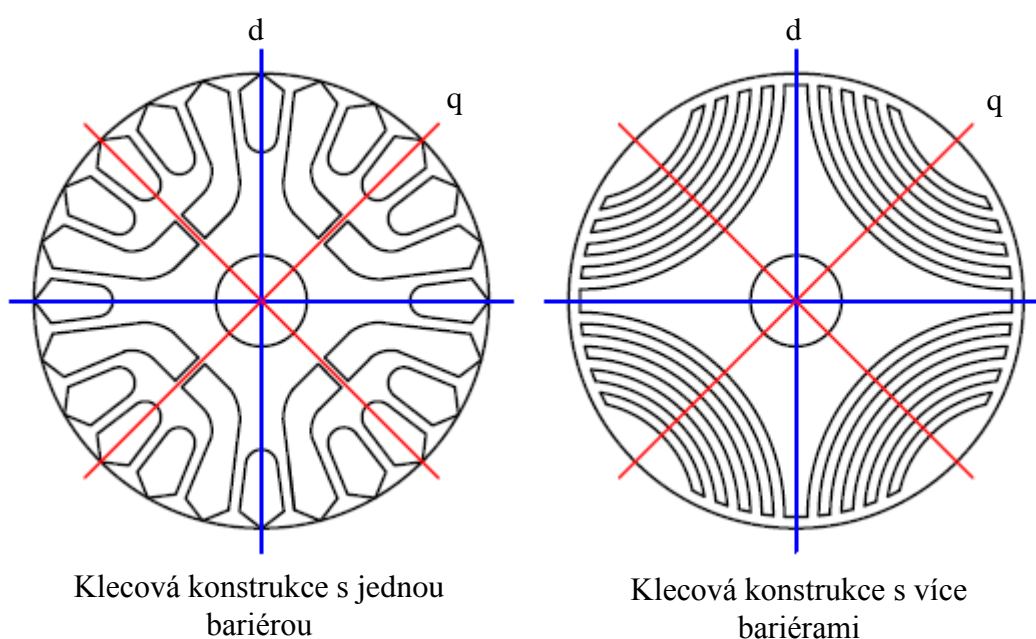 d
q
d
q
Klecová konstrukce s jednou
bariérou
Klecová konstrukce s více
bariérami